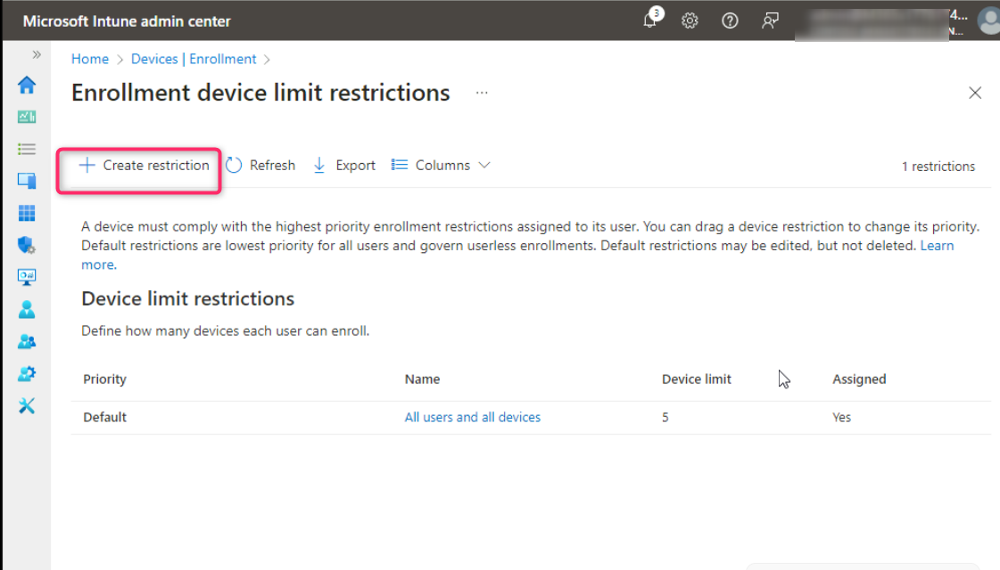 Microsoft Intune admin center
3
4...
N...
Home > Devices | Enrollment >
Enrollment device limit restrictions ...
Create restriction Refresh Export Columns 1 restrictions
A device must comply with the highest priority enrollment restrictions assigned to its user. You can drag a device restriction to change its priority.
Default restrictions are lowest priority for all users and govern userless enrollments. Default restrictions may be edited, but not deleted. Learn
more.
Device limit restrictions
Define how many devices each user can enroll.
Priority Name Device limit Assigned
Default All users and all devices 5 Yes